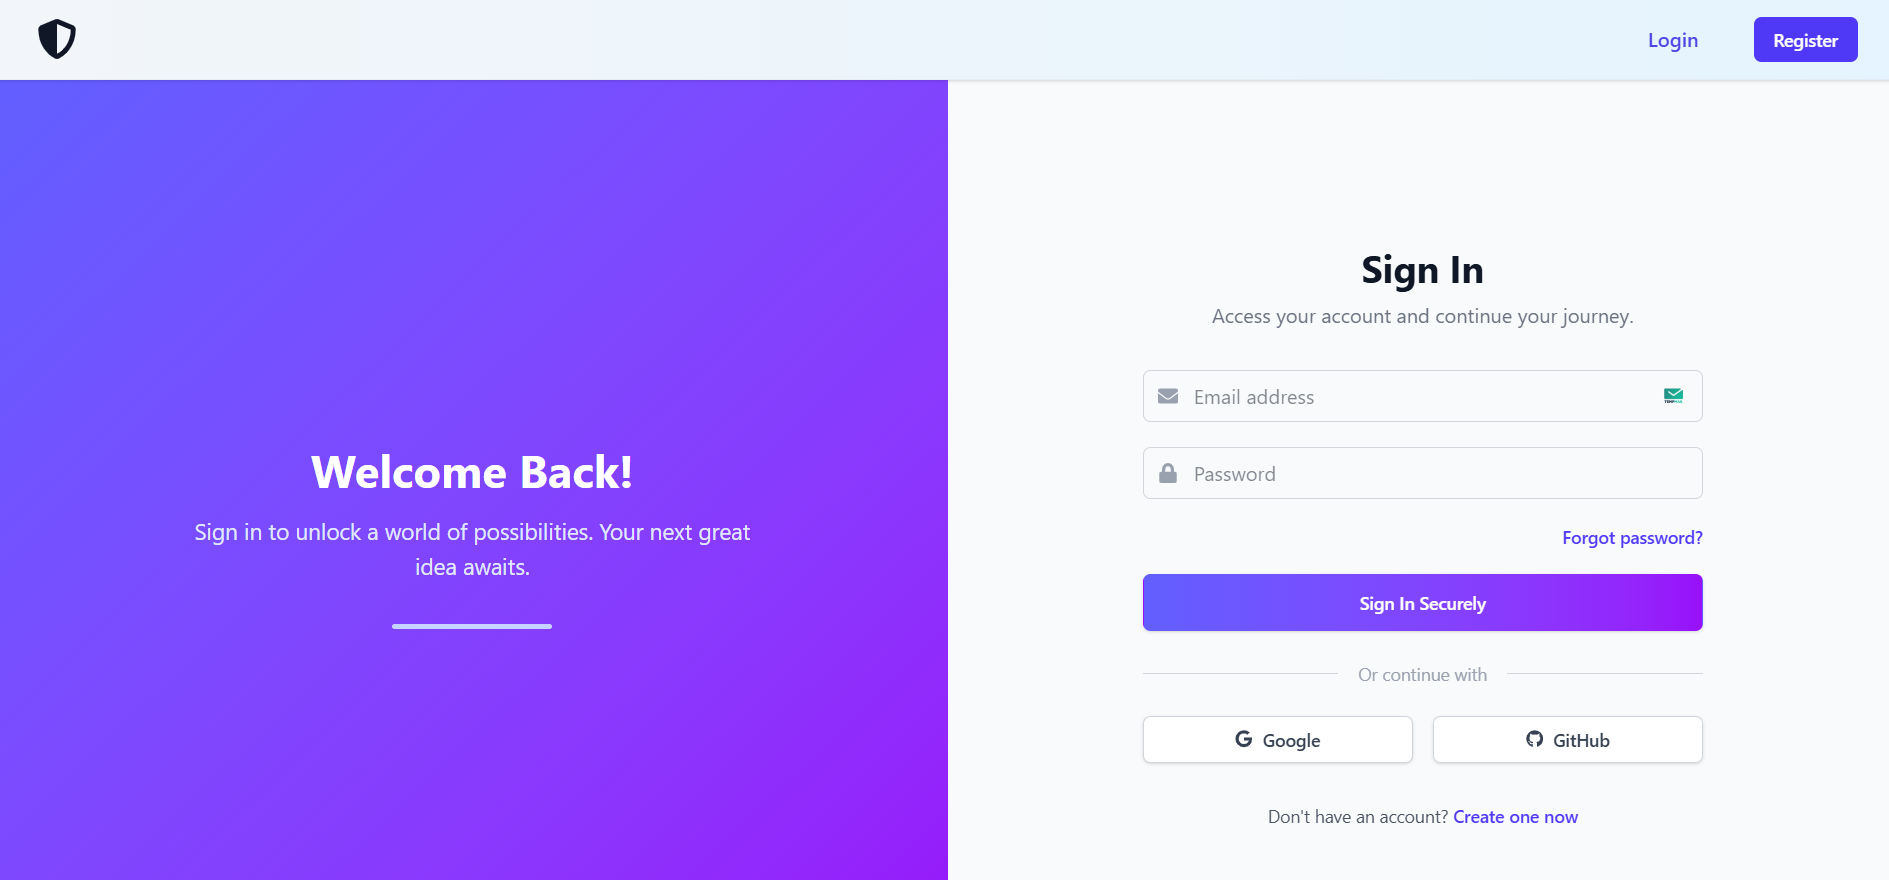 Login
Register
Welcome Back!
Sign in to unlock a world of possibilities. Your next great
idea awaits.
Sign In
Access your account and continue your journey.
Email address
Password
Forgot password?
Sign In Securely
Or continue with
Google
GitHub
Don't have an account? Create one now